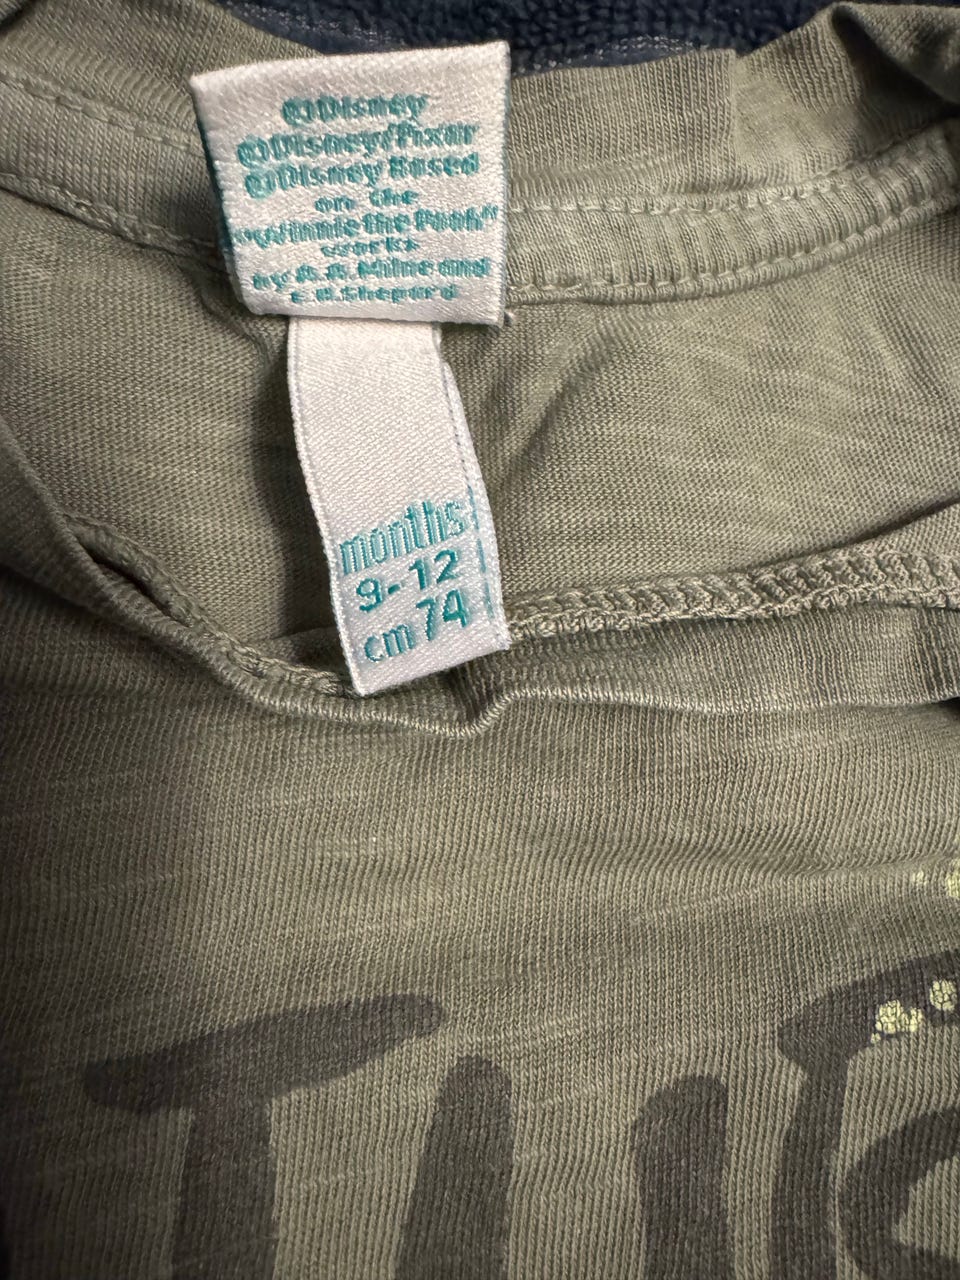 ©Disney
©Disney/Pixar
©Disney Based
on the
"Winnie the Pooh"
works
by A.A. Milne and
E.H.Shepard
months
9-12
cm 74